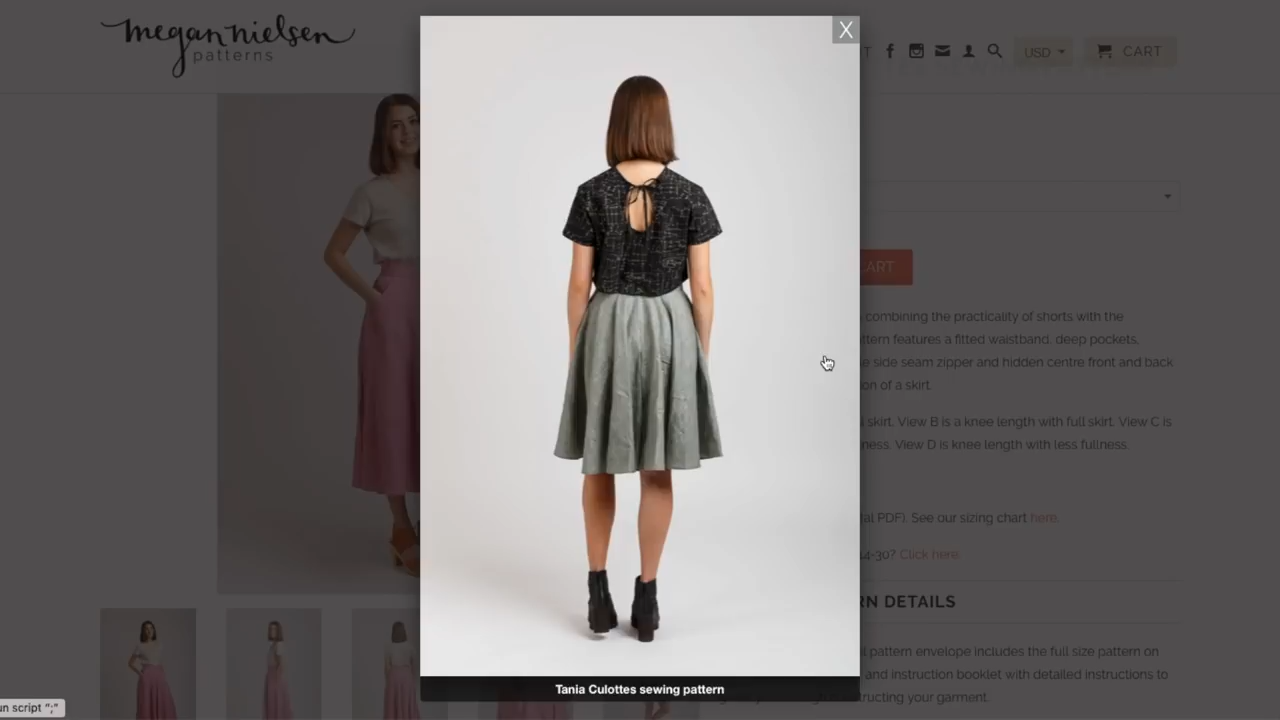 megan nielsen
patterns
USD
CART
X
CART
combining the practicality of shorts with the
ttern features a fitted waistband, deep pockets,
e side seam zipper and hidden centre front and back
on of a skirt.
l skirt. View B is a knee length with full skirt. View C is
ness. View D is knee length with less fullness.
al PDF). See our sizing chart here.
14-30? Click here.
RN DETAILS
l pattern envelope includes the full size pattern on
and instruction booklet with detailed instructions to
tructing your garment.
Tania Culottes sewing pattern
un script ";"